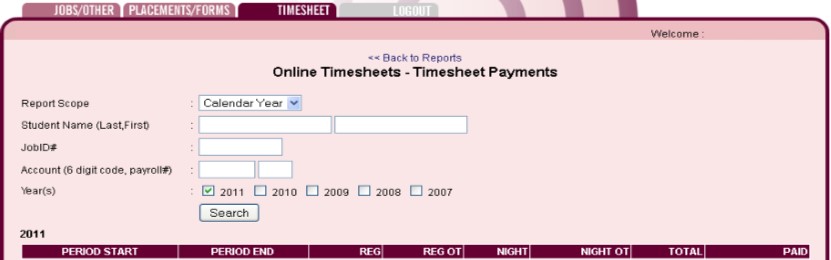 JOBS/OTHER PLACEMENTS/FORMS TIMESHEET LOGOUT
Welcome :
<< Back to Reports
Online Timesheets - Timesheet Payments
Report Scope : Calendar Year
Student Name (Last,First) :
JobID# :
Account (6 digit code, payroll#) :
Year(s) : 2011 2010 2009 2008 2007
Search
2011
PERIOD START PERIOD END REG REG OT NIGHT NIGHT OT TOTAL PAID